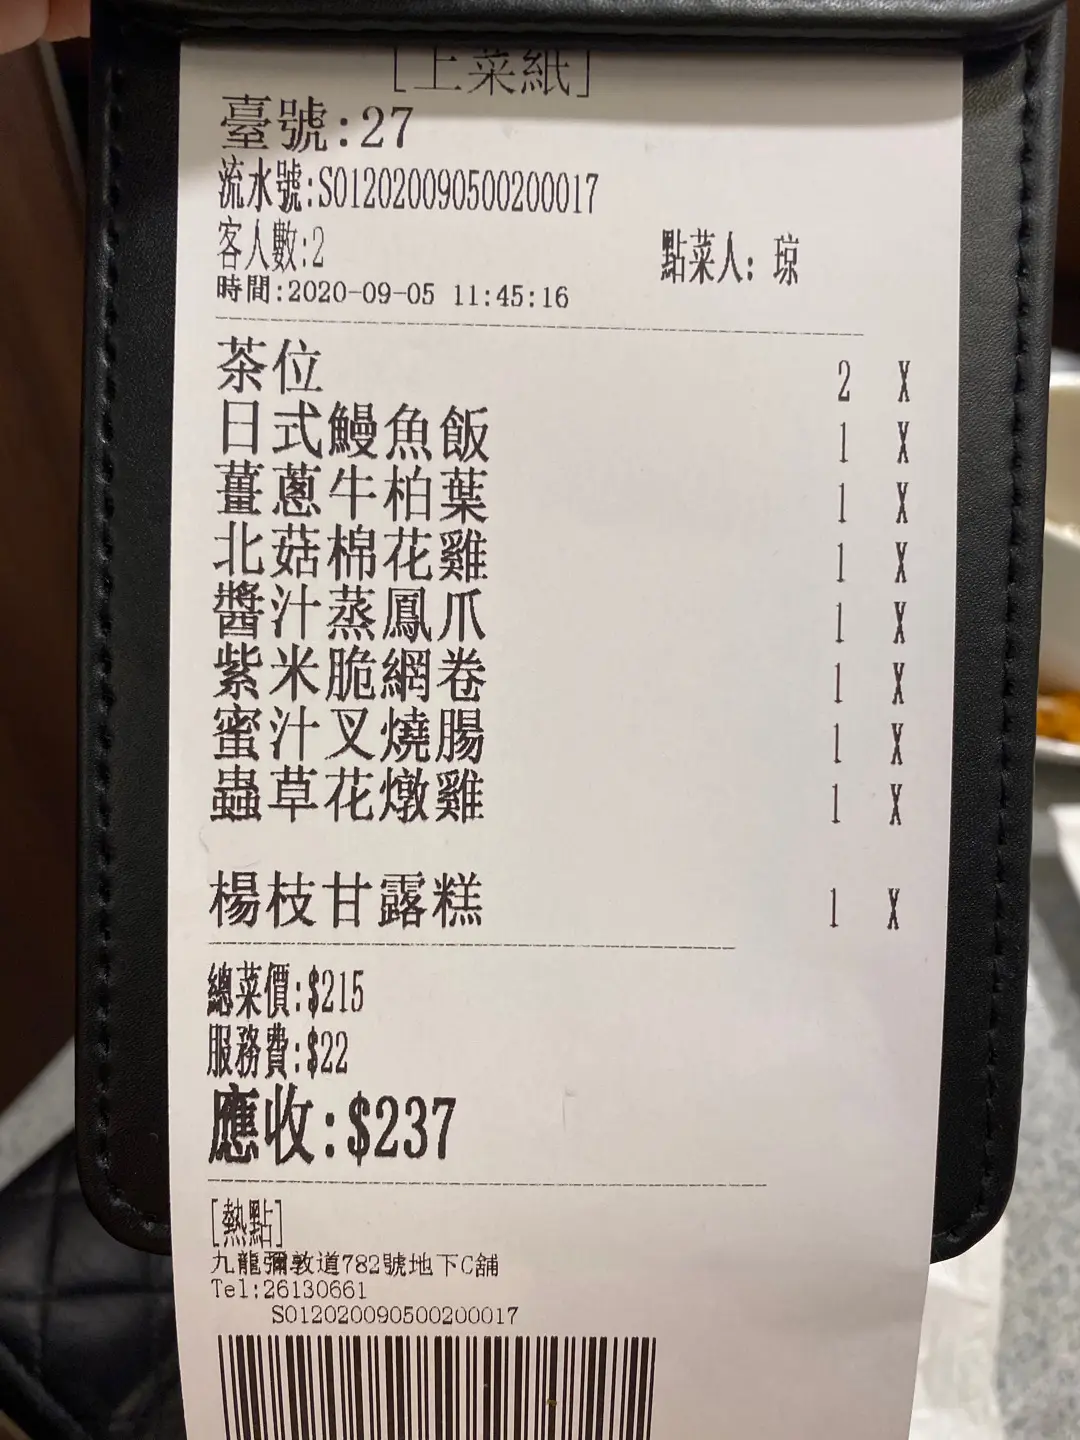 [上菜紙]
臺號:27
流水號:S012020090500200017
客人數:2 點菜人: 琼
時間:2020-09-05 11:45:16
茶位 2 X
日式鰻魚飯 1 X
薑蔥牛柏葉 1 X
北菇棉花雞 1 X
醬汁蒸鳳爪 1 X
紫米脆網卷 1 X
蜜汁叉燒腸 1 X
蟲草花燉雞 1 X
楊枝甘露糕 1 X
總菜價:$215
服務費:$22
應收:$237
[熱點]
九龍彌敦道782號地下C舖
Tel:26130661
S012020090500200017